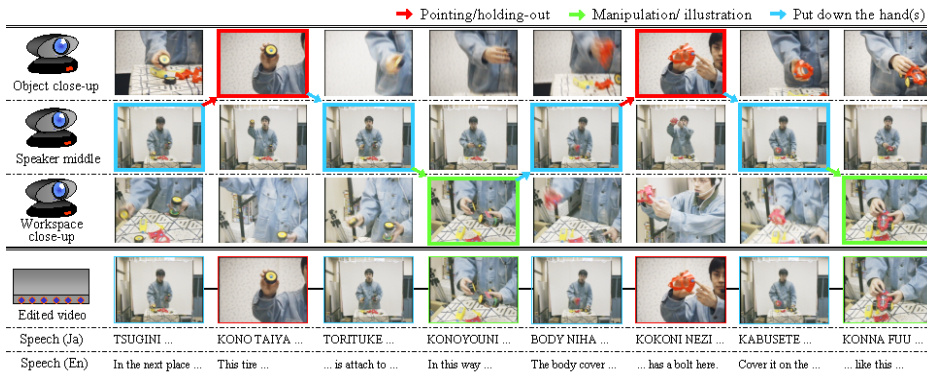 Pointing/holding-out Manipulation/ illustration Put down the hand(s)
Object close-up
Speaker middle
Workspace close-up
Edited video
Speech (Ja) TSUGINI ... KONO TAIYA ... TORITUKE ... KONOYOUNI ... BODY NIHA ... KOKONI NEZI ... KABUSETE ... KONNA FUU ...
Speech (En) In the next place ... This tire ... ... is attach to ... In this way ... The body cover ... ... has a bolt here. Cover it on the ... ... like this ...